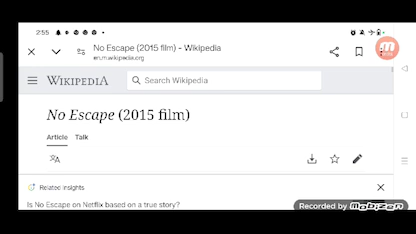 2:55
No Escape (2015 film) - Wikipedia
en.m.wikipedia.org
WIKIPEDIA
Search Wikipedia
No Escape (2015 film)
Article Talk
Related insights
Is No Escape on Netflix based on a true story?
Recorded by Mobizen